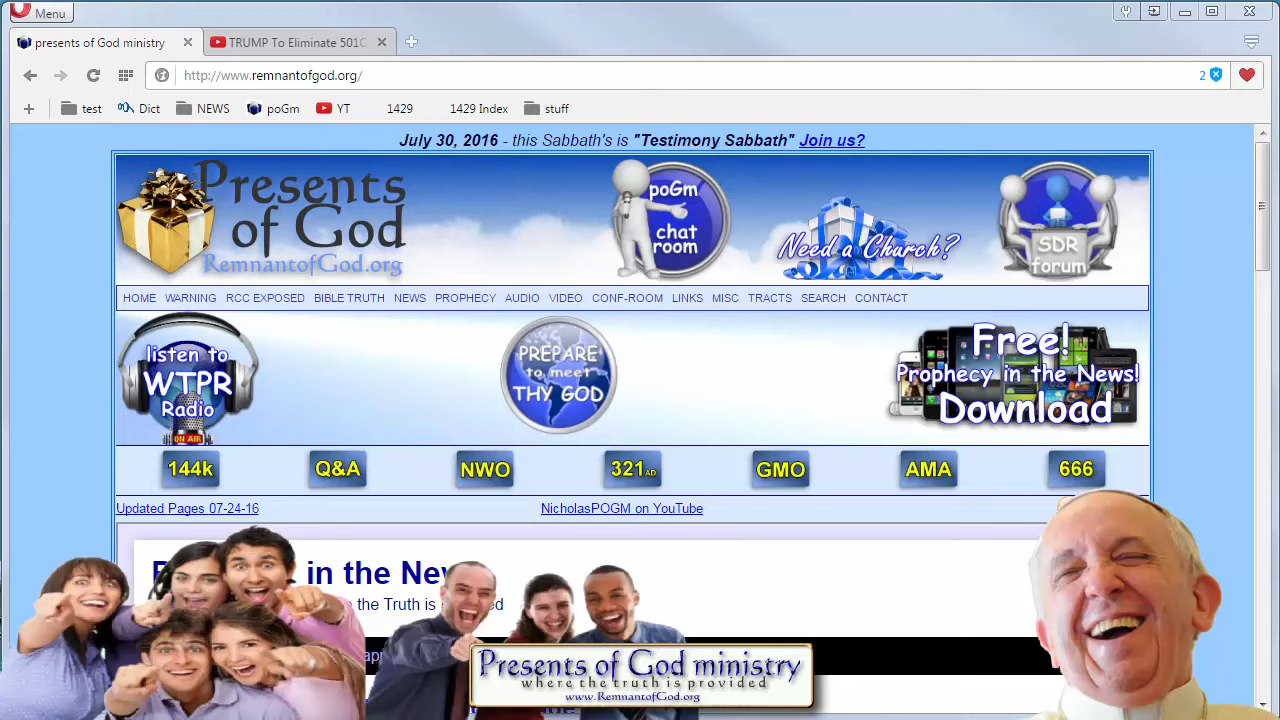 Menu
presents of God ministry
TRUMP To Eliminate 501C
http://www.remnantofgod.org/
2
test Dict NEWS poGm YT 1429 1429 Index stuff
July 30, 2016 - this Sabbath's is "Testimony Sabbath" Join us?
Presents
of God
RemnantofGod.org
poGm
chat
room
Need a Church?
SDR
forum
HOME WARNING RCC EXPOSED BIBLE TRUTH NEWS PROPHECY AUDIO VIDEO CONF-ROOM LINKS MISC TRACTS SEARCH CONTACT
listen to
WTPR
Radio
ON AIR
PREPARE
to meet
THY GOD
Free!
Prophecy in the News!
Download
144k Q&A NWO 321AD GMO AMA 666
Updated Pages 07-24-16 NicholasPOGM on YouTube
in the New
the Truth is
Presents of God ministry
where the truth is provided
www.RemnantofGod.org